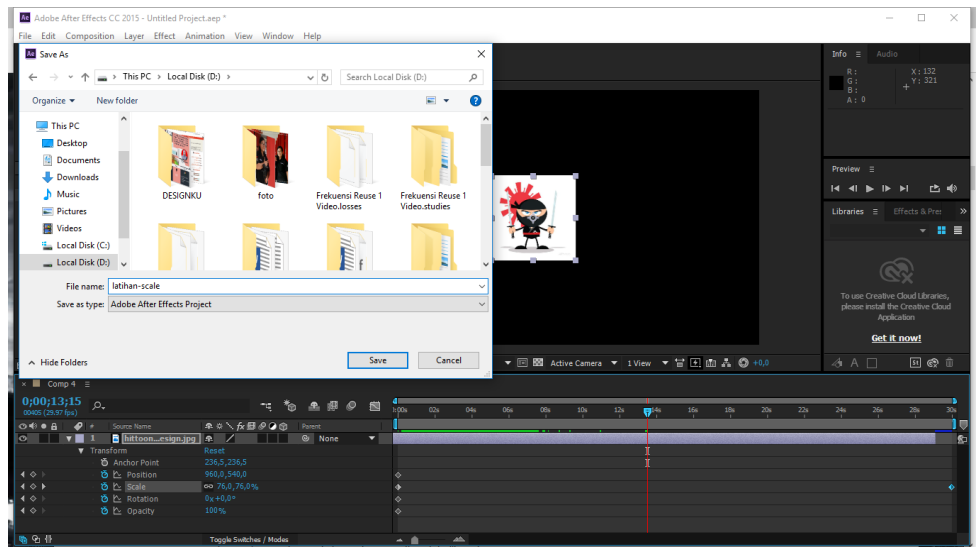 Ae Adobe After Effects CC 2015 - Untitled Project.aep *
File Edit Composition Layer Effect Animation View Window Help
Ae Save As
This PC > Local Disk (D:) >
Search Local Disk (D:)
Organize
New folder
This PC
Desktop
Documents
Downloads
Music
Pictures
Videos
Local Disk (C:)
Local Disk (D:)
DESIGNKU
foto
Frekuensi Reuse 1 Video.losses
Frekuensi Reuse 1 Video.studies
File name: latihan-scale
Save as type: Adobe After Effects Project
Hide Folders
Save
Cancel
Info
Audio
R:
G:
B:
A: 0
X: 132
Y: 321
Preview
Libraries
Effects & Pre:
To use Creative Cloud Libraries,
please install the Creative Cloud
Application
Get it now!
St
Active Camera
1 View
+0,0
Comp 4
0;00;13;15
00405 (29.97 fps)
02s 04s 06s 08s 10s 12s 14s 16s 18s 20s 22s 24s 26s 28s 30s
# Source Name
Parent
1 hittoon...esign.jpg
None
Transform
Reset
Anchor Point
236,5,236,5
Position
960,0,540,0
Scale
76,0,76,0%
Rotation
0x+0,0°
Opacity
100%
Toggle Switches / Modes